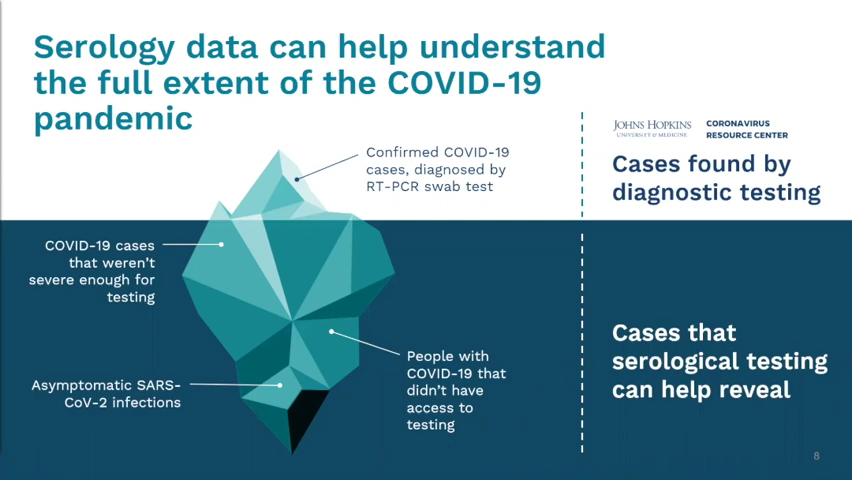 Serology data can help understand
the full extent of the COVID-19
pandemic
JOHNS HOPKINS
UNIVERSITY & MEDICINE
CORONAVIRUS
RESOURCE CENTER
Confirmed COVID-19
cases, diagnosed by
RT-PCR swab test
Cases found by
diagnostic testing
COVID-19 cases
that weren't
severe enough for
testing
Cases that
serological testing
can help reveal
People with
COVID-19 that
didn't have
access to
testing
Asymptomatic SARS-
CoV-2 infections
8